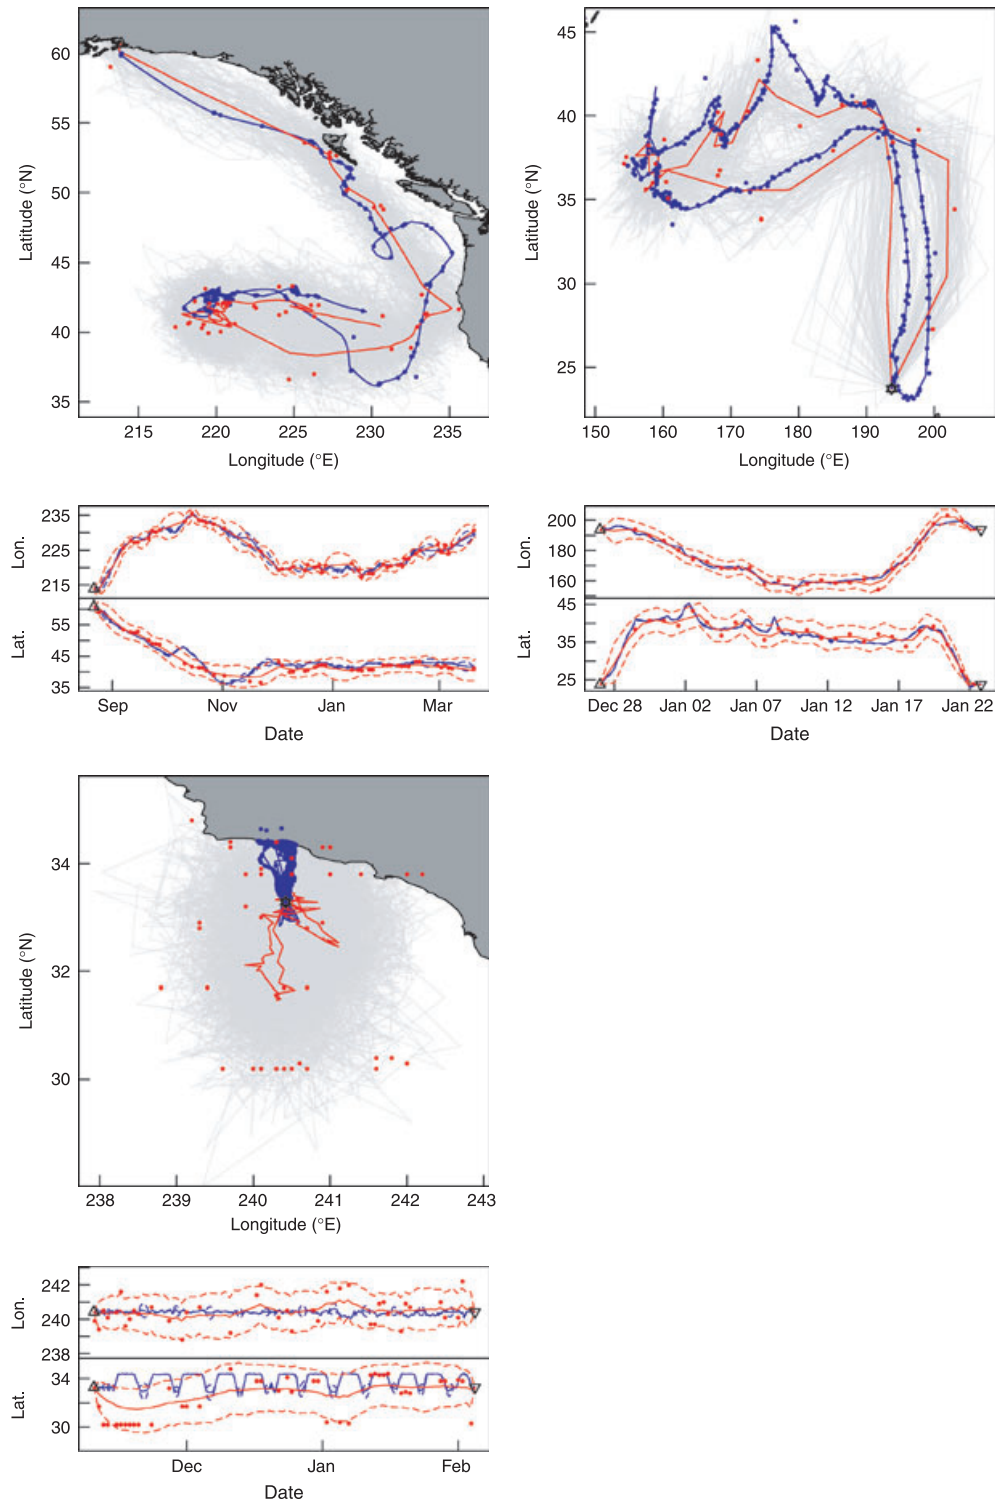 60
55
50
45
40
35
Latitude (°N)
215
220
225
230
235
Longitude (°E)
45
40
35
30
25
Latitude (°N)
150
160
170
180
190
200
Longitude (°E)
235
225
215
Lon.
55
45
35
Lat.
Sep
Nov
Jan
Mar
Date
200
180
160
Lon.
45
35
25
Lat.
Dec 28
Jan 02
Jan 07
Jan 12
Jan 17
Jan 22
Date
34
32
30
Latitude (°N)
238
239
240
241
242
243
Longitude (°E)
242
240
238
Lon.
34
30
Lat.
Dec
Jan
Feb
Date